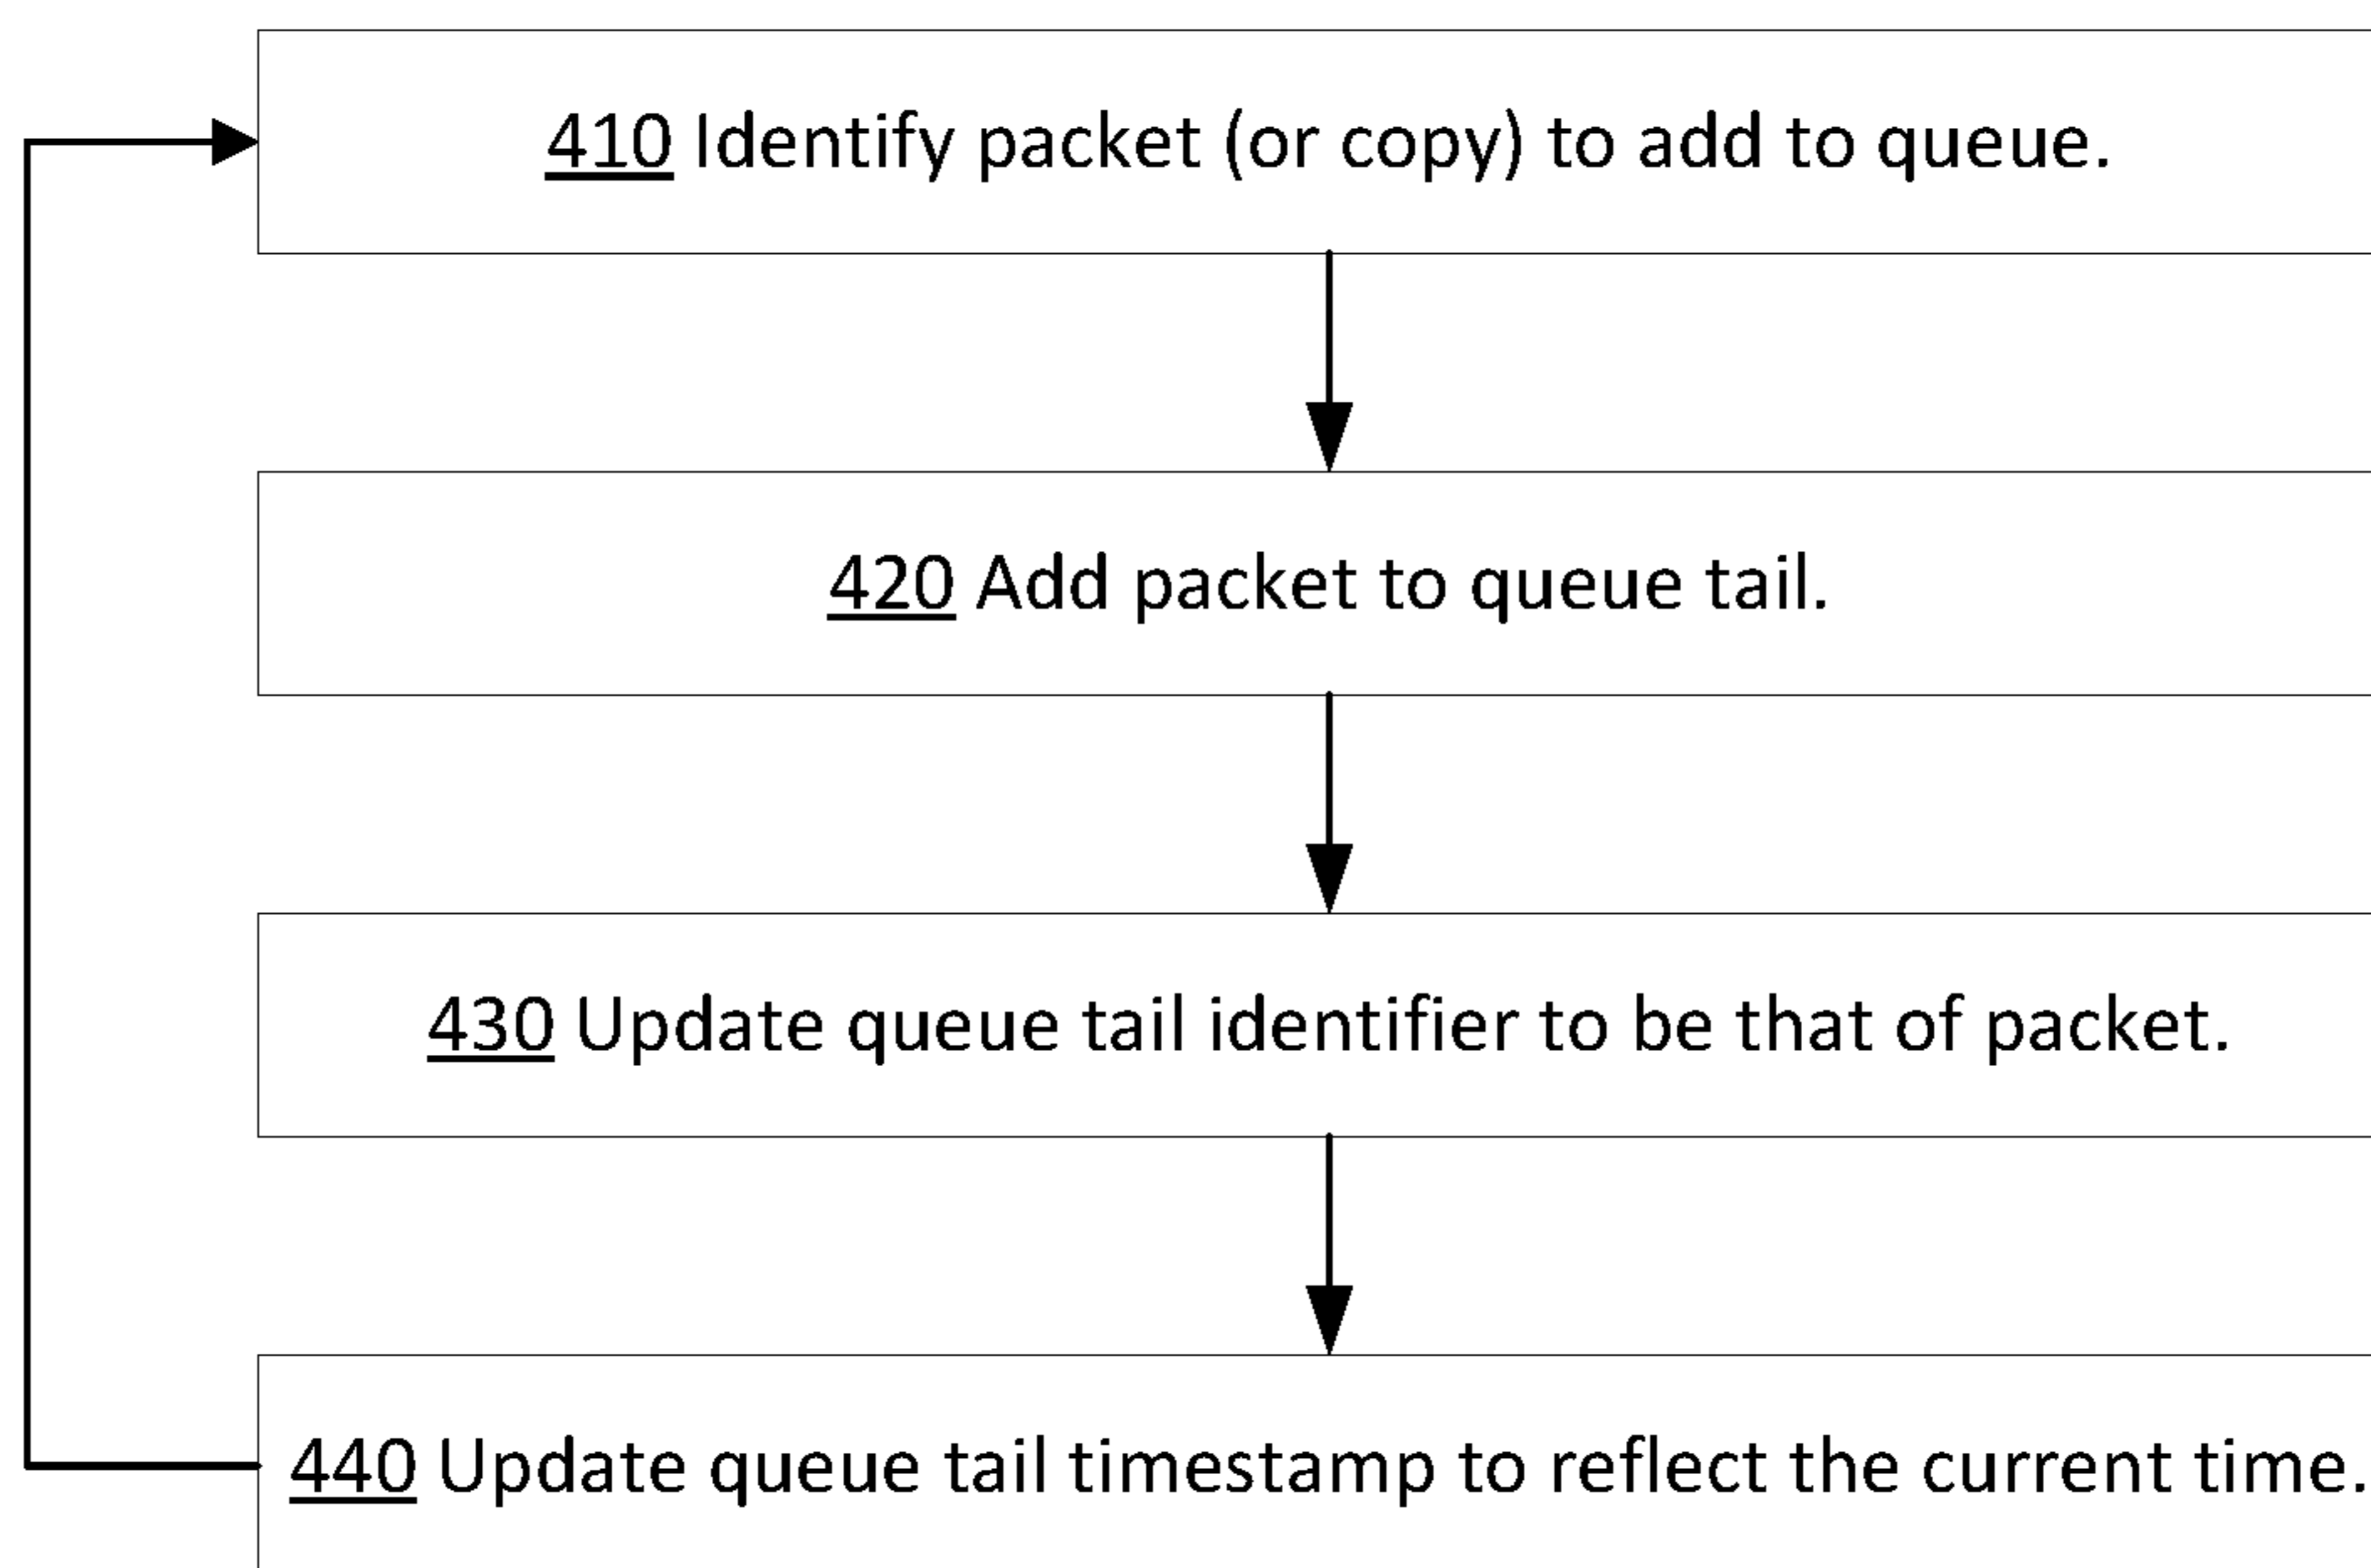 410 Identify packet (or copy) to add to queue.
420 Add packet to queue tail.
430 Update queue tail identifier to be that of packet.
440 Update queue tail timestamp to reflect the current time.